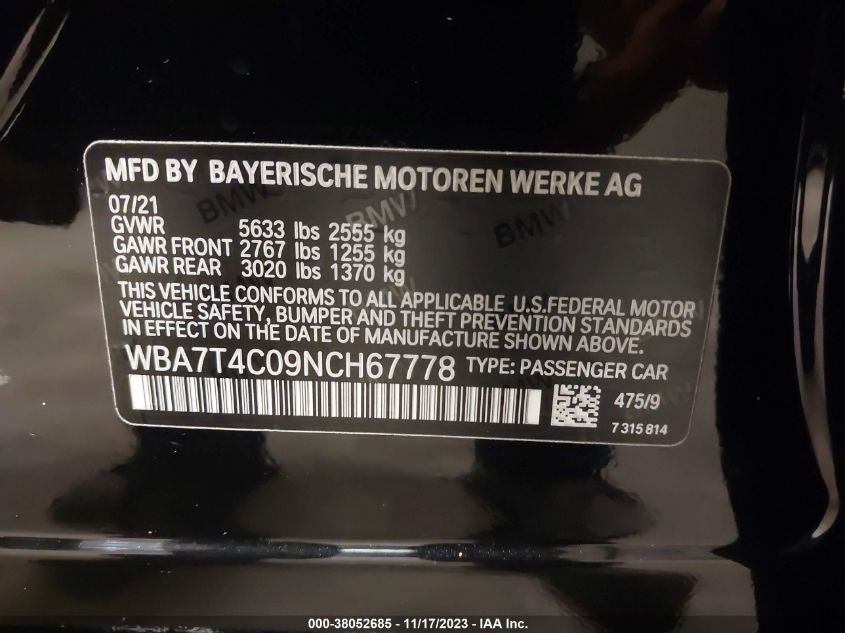 MFD BY BAYERISCHE MOTOREN WERKE AG
07/21
GVWR 5633 lbs 2555 kg
GAWR FRONT 2767 lbs 1255 kg
GAWR REAR 3020 lbs 1370 kg
THIS VEHICLE CONFORMS TO ALL APPLICABLE U.S.FEDERAL MOTOR
VEHICLE SAFETY, BUMPER AND THEFT PREVENTION STANDARDS
IN EFFECT ON THE DATE OF MANUFACTURE SHOWN ABOVE.
WBA7T4C09NCH67778 TYPE: PASSENGER CAR
475/9
7 315 814
BMW
BMW
BMW
000-38052685 - 11/17/2023 - IAA Inc.